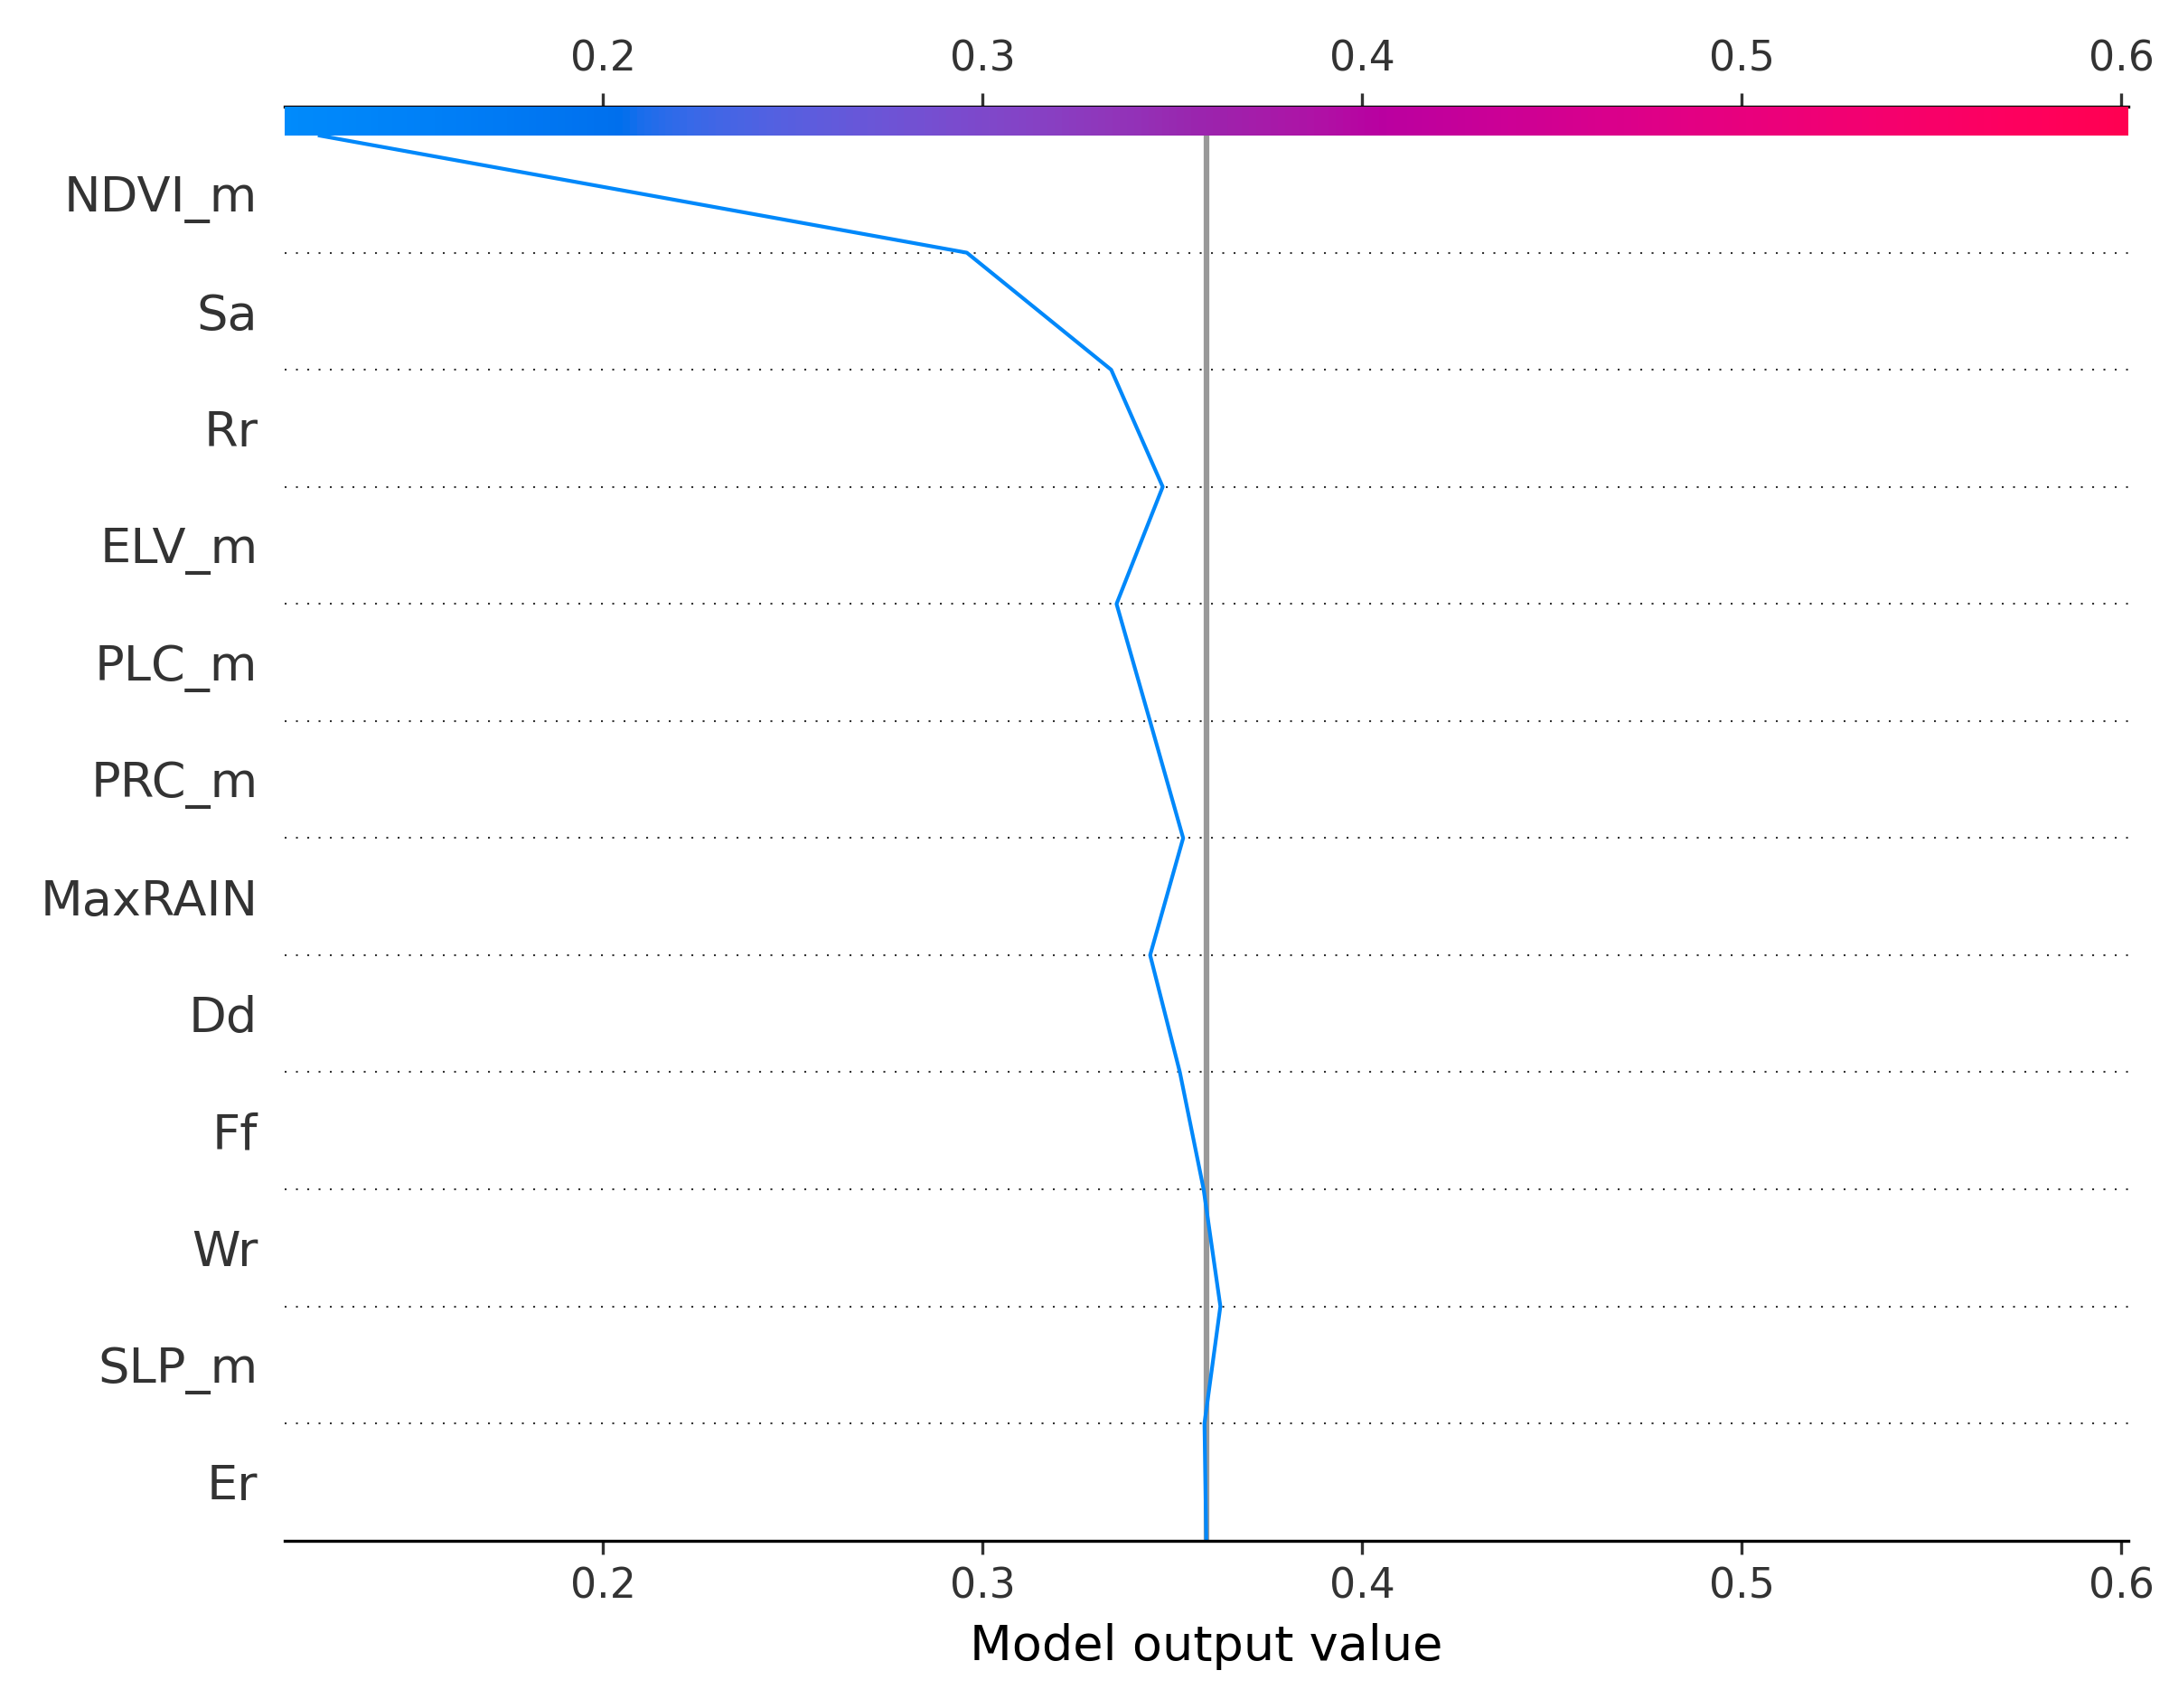 0.2 0.3 0.4 0.5 0.6
NDVI_m
Sa
Rr
ELV_m
PLC_m
PRC_m
MaxRAIN
Dd
Ff
Wr
SLP_m
Er
0.2 0.3 0.4 0.5 0.6
Model output value